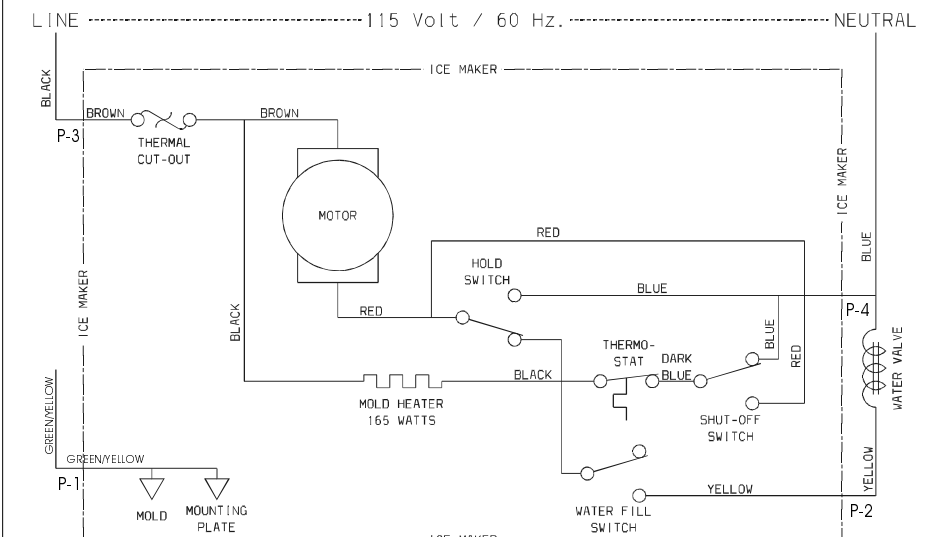 LINE
115 Volt / 60 Hz.
NEUTRAL
ICE MAKER
BLACK
BROWN
BROWN
P-3
THERMAL
CUT-OUT
ICE MAKER
MOTOR
RED
BLUE
HOLD
SWITCH
ICE MAKER
BLUE
P-4
RED
BLACK
THERMO-
STAT
DARK
BLUE
BLUE
RED
WATER VALVE
BLACK
MOLD HEATER
165 WATTS
SHUT-OFF
SWITCH
GREEN/YELLOW
GREEN/YELLOW
P-1
YELLOW
YELLOW
MOLD
MOUNTING
PLATE
WATER FILL
SWITCH
P-2
ICE MAKER